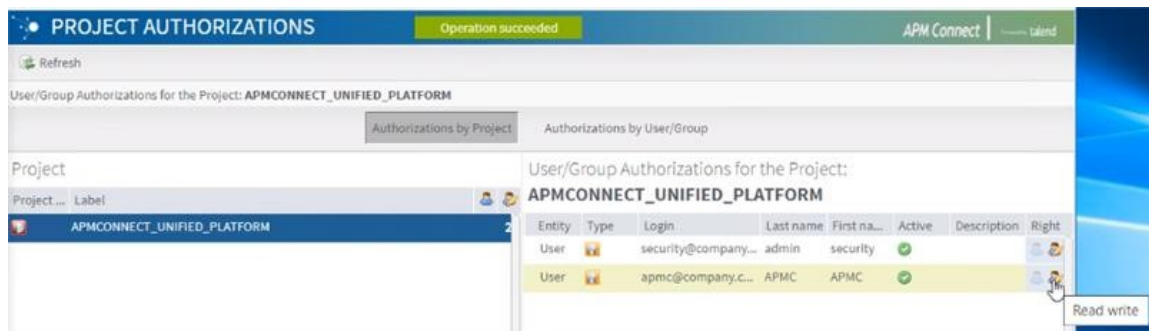 PROJECT AUTHORIZATIONS Operation succeeded APM Connect talend
Refresh
User/Group Authorizations for the Project: APMCONNECT_UNIFIED_PLATFORM
Authorizations by Project Authorizations by User/Group
Project
Project ... Label
APMCONNECT_UNIFIED_PLATFORM 2
User/Group Authorizations for the Project:
APMCONNECT_UNIFIED_PLATFORM
Entity Type Login Last name First na... Active Description Right
User security@company... admin security
User apmc@company.c... APMC APMC
Read write